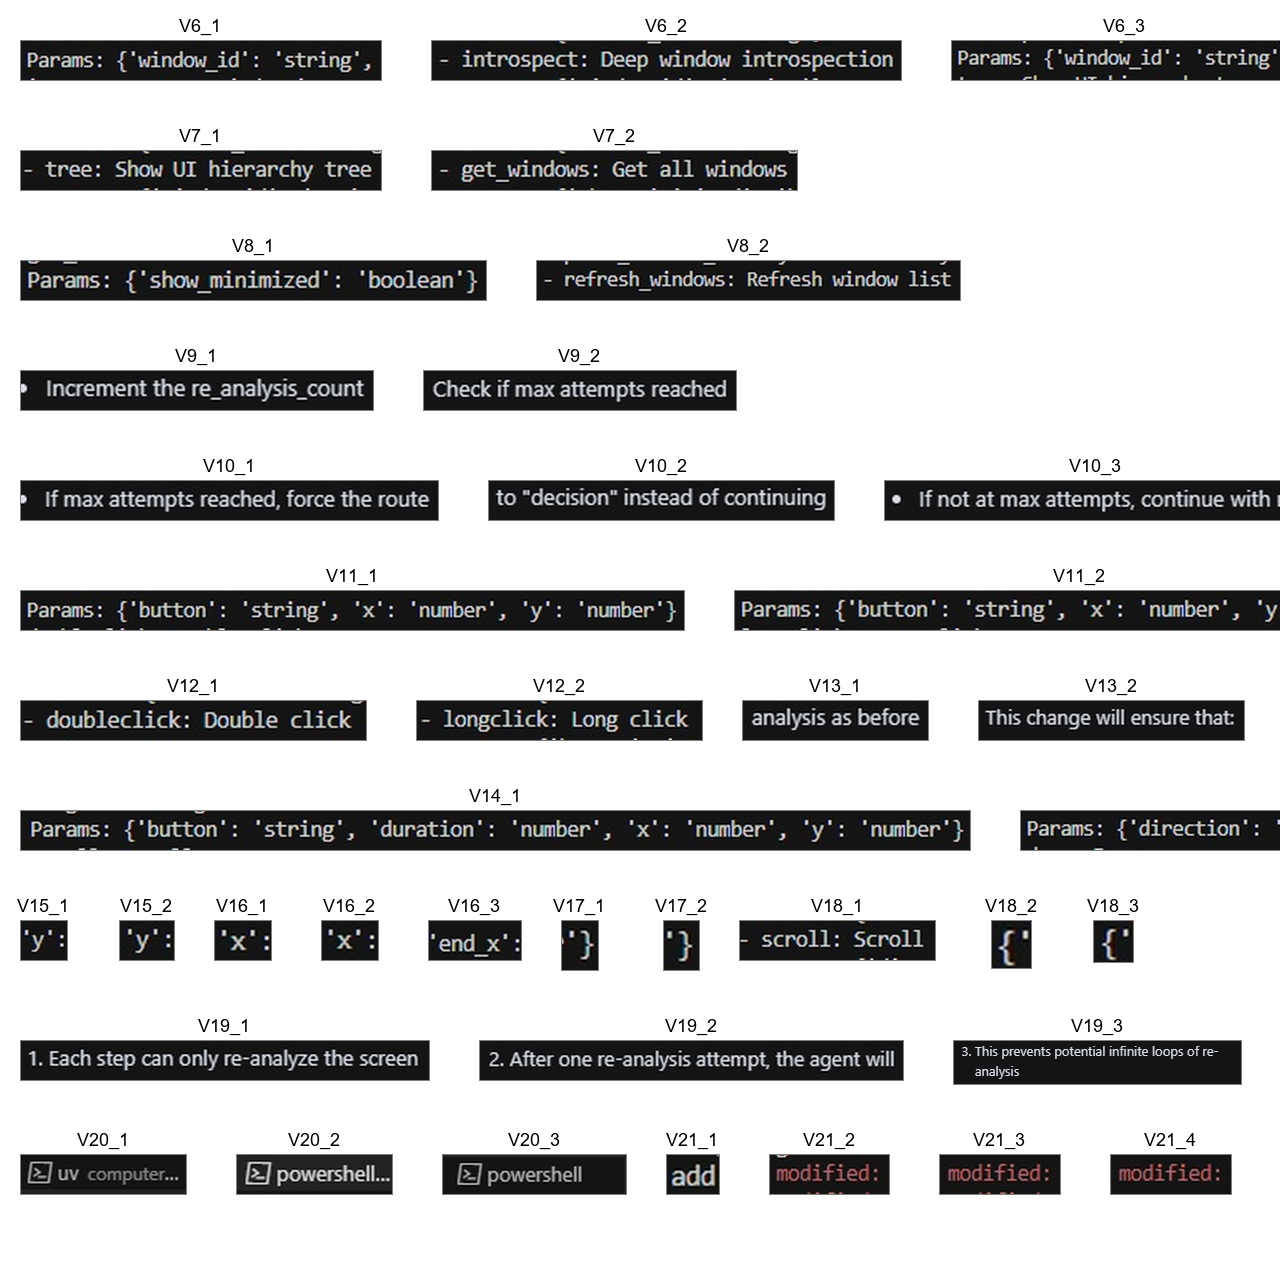 V6_1 V6_2 V6_3
Params: {'window_id': 'string', - introspect: Deep window introspection Params: {'window_id': 'string'
V7_1 V7_2
- tree: Show UI hierarchy tree - get_windows: Get all windows
V8_1 V8_2
Params: {'show_minimized': 'boolean'} - refresh_windows: Refresh window list
V9_1 V9_2
• Increment the re_analysis_count Check if max attempts reached
V10_1 V10_2 V10_3
• If max attempts reached, force the route to "decision" instead of continuing • If not at max attempts, continue with
V11_1 V11_2
Params: {'button': 'string', 'x': 'number', 'y': 'number'} Params: {'button': 'string', 'x': 'number', 'y
V12_1 V12_2 V13_1 V13_2
- doubleclick: Double click - longclick: Long click analysis as before This change will ensure that:
V14_1
Params: {'button': 'string', 'duration': 'number', 'x': 'number', 'y': 'number'} Params: {'direction': '
V15_1 V15_2 V16_1 V16_2 V16_3 V17_1 V17_2 V18_1 V18_2 V18_3
'y': 'y': 'x': 'x': 'end_x': '} '} - scroll: Scroll {' {'
V19_1 V19_2 V19_3
1. Each step can only re-analyze the screen 2. After one re-analysis attempt, the agent will 3. This prevents potential infinite loops of re-
analysis
V20_1 V20_2 V20_3 V21_1 V21_2 V21_3 V21_4
uv computer... powershell... powershell add modified: modified: modified: